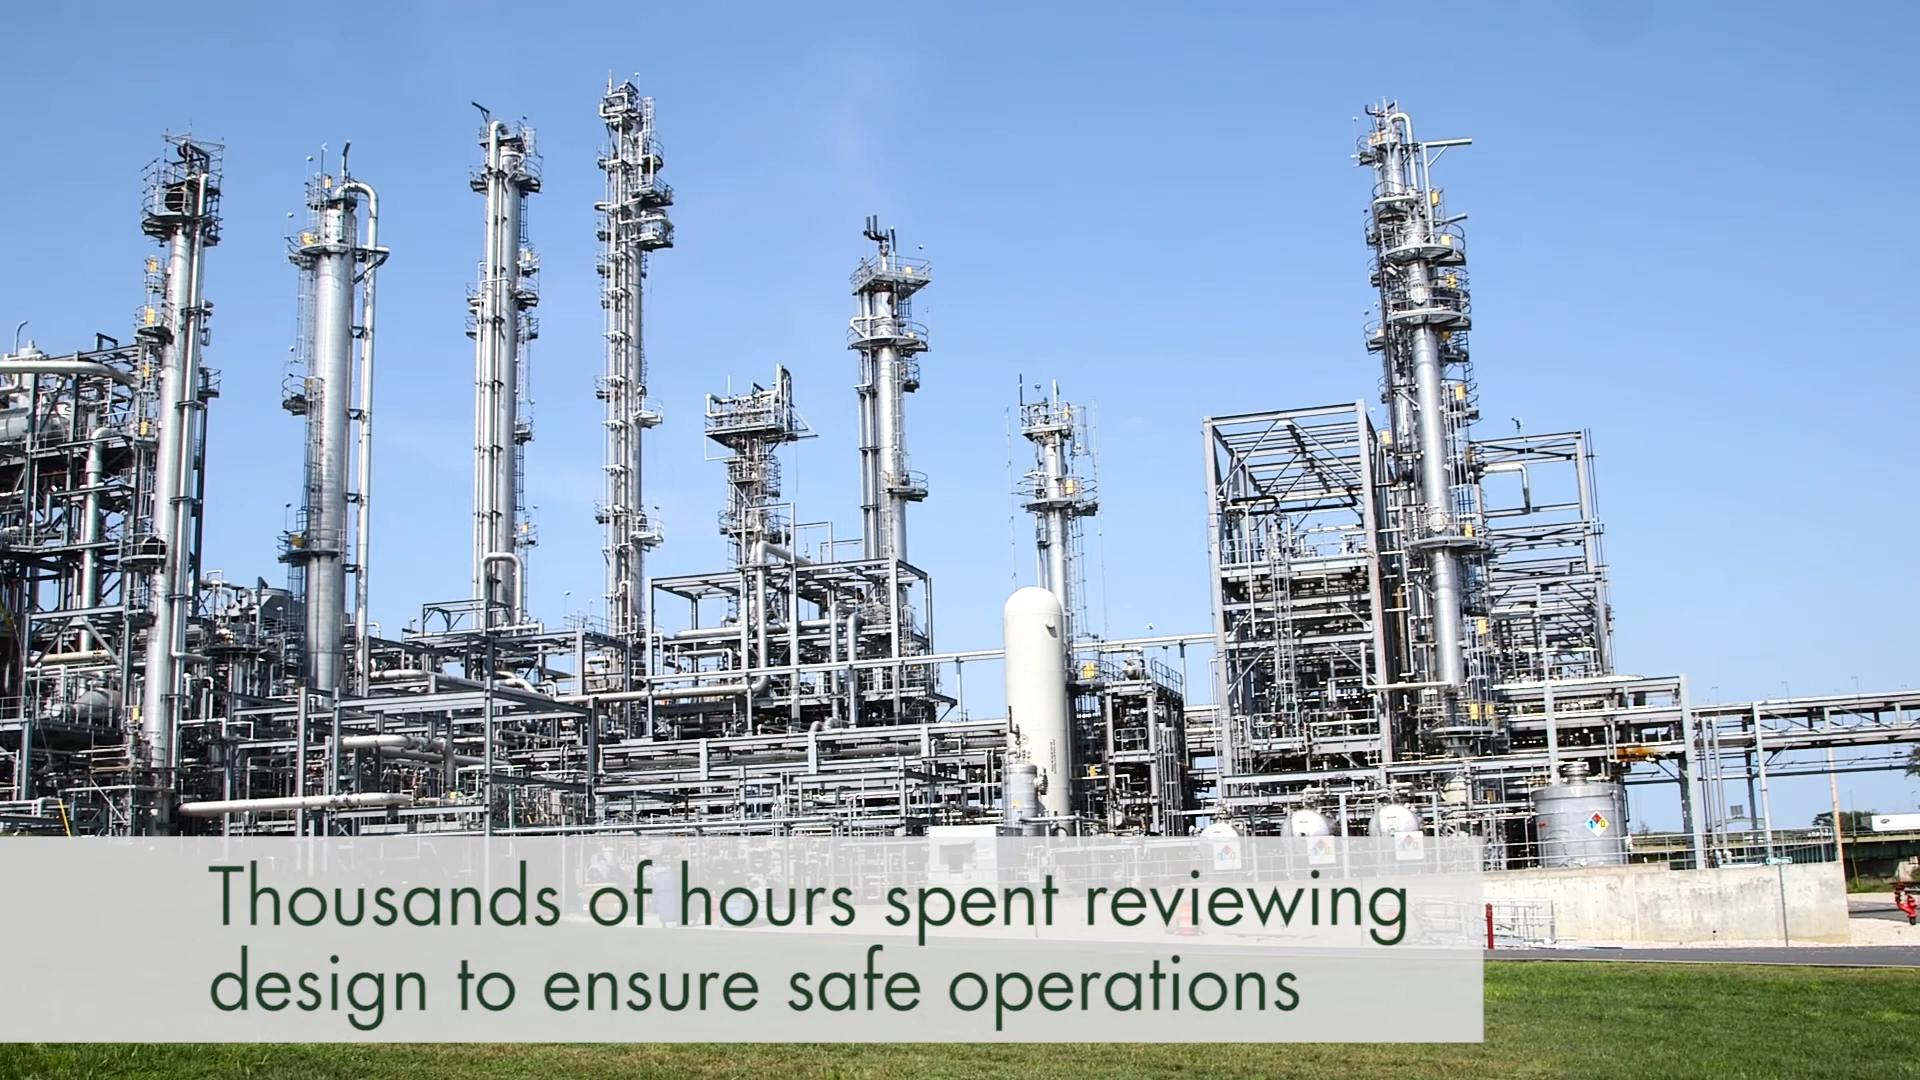 Thousands of hours spent reviewing
design to ensure safe operations